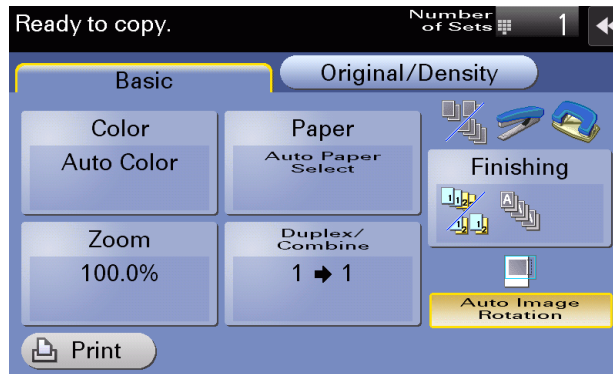 Ready to copy.
Number
of Sets
1
Basic
Original/Density
Color
Auto Color
Paper
Auto Paper
Select
Finishing
Zoom
100.0%
Duplex/
Combine
1 ➡ 1
Auto Image
Rotation
Print